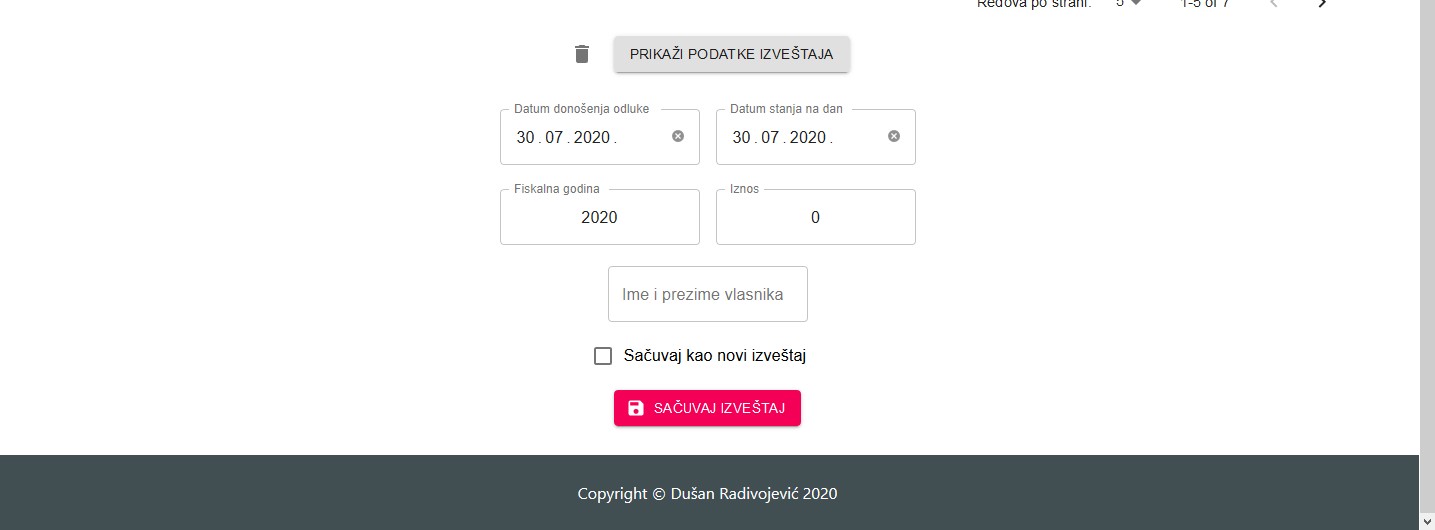 Redova po strani: 5 1-5 of 7
PRIKAŽI PODATKE IZVEŠTAJA
Datum donošenja odluke Datum stanja na dan
30 . 07 . 2020 . 30 . 07 . 2020 .
Fiskalna godina Iznos
2020 0
Ime i prezime vlasnika
Sačuvaj kao novi izveštaj
SAČUVAJ IZVEŠTAJ
Copyright © Dušan Radivojević 2020